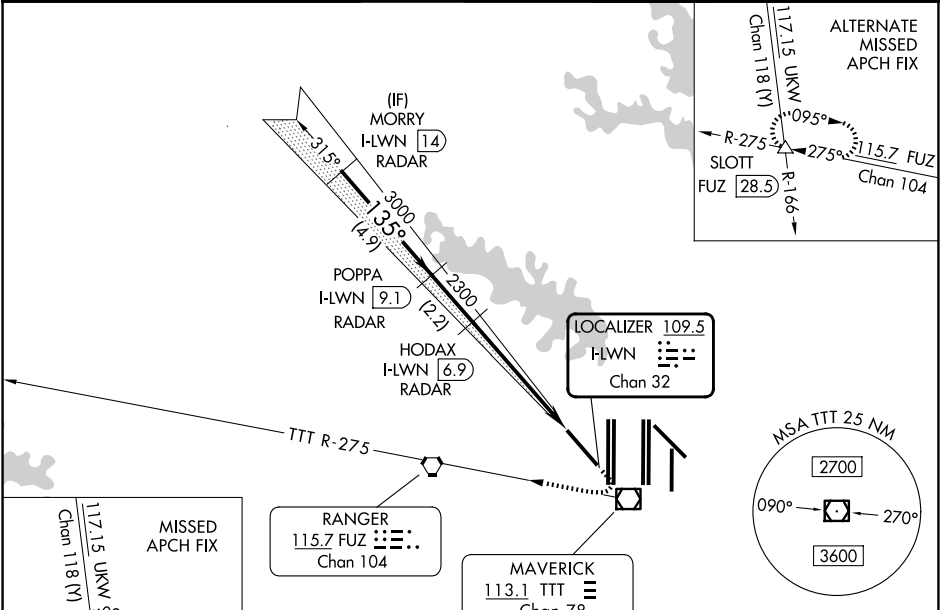 ALTERNATE
MISSED
APCH FIX
117.15 UKW
Chan 118 (Y)
095°
R-275
275°
115.7 FUZ
Chan 104
SLOTT
FUZ 28.5
R-166
(IF)
MORRY
I-LWN 14
RADAR
315°
3000
135°
(4.9)
POPPA
I-LWN 9.1
RADAR
2300
(2.2)
HODAX
I-LWN 6.9
RADAR
LOCALIZER 109.5
I-LWN
Chan 32
TTT R-275
MSA TTT 25 NM
2700
090°
270°
3600
RANGER
115.7 FUZ
Chan 104
MAVERICK
113.1 TTT
Chan 78
117.15 UKW
Chan 118 (Y)
MISSED
APCH FIX